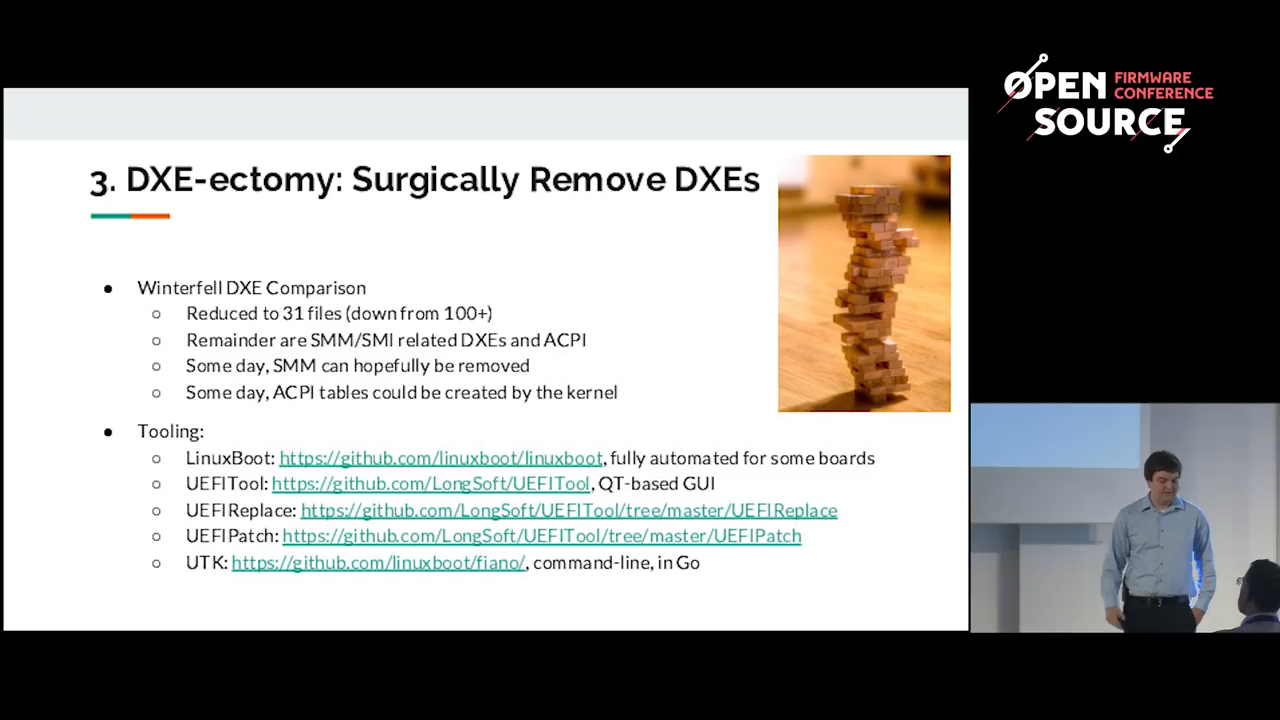 OPEN FIRMWARE
CONFERENCE
SOURCE
3. DXE-ectomy: Surgically Remove DXEs
● Winterfell DXE Comparison
○ Reduced to 31 files (down from 100+)
○ Remainder are SMM/SMI related DXEs and ACPI
○ Some day, SMM can hopefully be removed
○ Some day, ACPI tables could be created by the kernel
● Tooling:
○ LinuxBoot: https://github.com/linuxboot/linuxboot, fully automated for some boards
○ UEFITool: https://github.com/LongSoft/UEFITool, QT-based GUI
○ UEFIReplace: https://github.com/LongSoft/UEFITool/tree/master/UEFIReplace
○ UEFIPatch: https://github.com/LongSoft/UEFITool/tree/master/UEFIPatch
○ UTK: https://github.com/linuxboot/fiano/, command-line, in Go